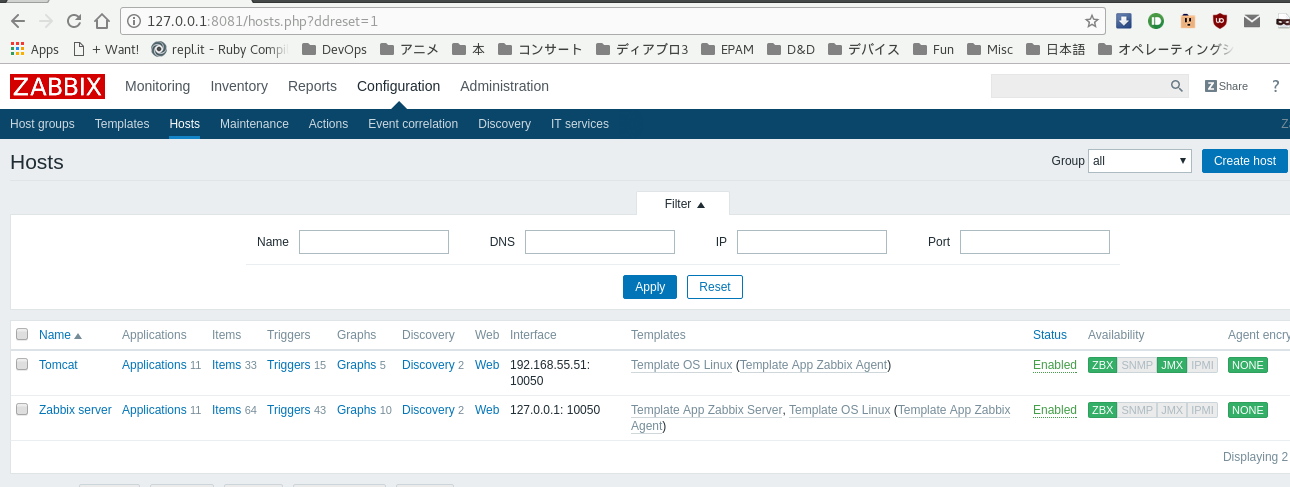 127.0.0.1:8081/hosts.php?ddreset=1
Apps + Want! repl.it - Ruby Compi DevOps アニメ 本 コンサート ディアブロ3 EPAM D&D デバイス Fun Misc 日本語 オペレーティングシ
ZABBIX Monitoring Inventory Reports Configuration Administration Z Share ?
Host groups Templates Hosts Maintenance Actions Event correlation Discovery IT services Z
Hosts Group all Create host
Filter
Name DNS IP Port
Apply Reset
Name Applications Items Triggers Graphs Discovery Web Interface Templates Status Availability Agent encry
Tomcat Applications 11 Items 33 Triggers 15 Graphs 5 Discovery 2 Web 192.168.55.51: Template OS Linux (Template App Zabbix Agent) Enabled ZBX SNMP JMX IPMI NONE
10050
Zabbix server Applications 11 Items 64 Triggers 43 Graphs 10 Discovery 2 Web 127.0.0.1: 10050 Template App Zabbix Server, Template OS Linux (Template App Zabbix Enabled ZBX SNMP JMX IPMI NONE
Agent)
Displaying 2